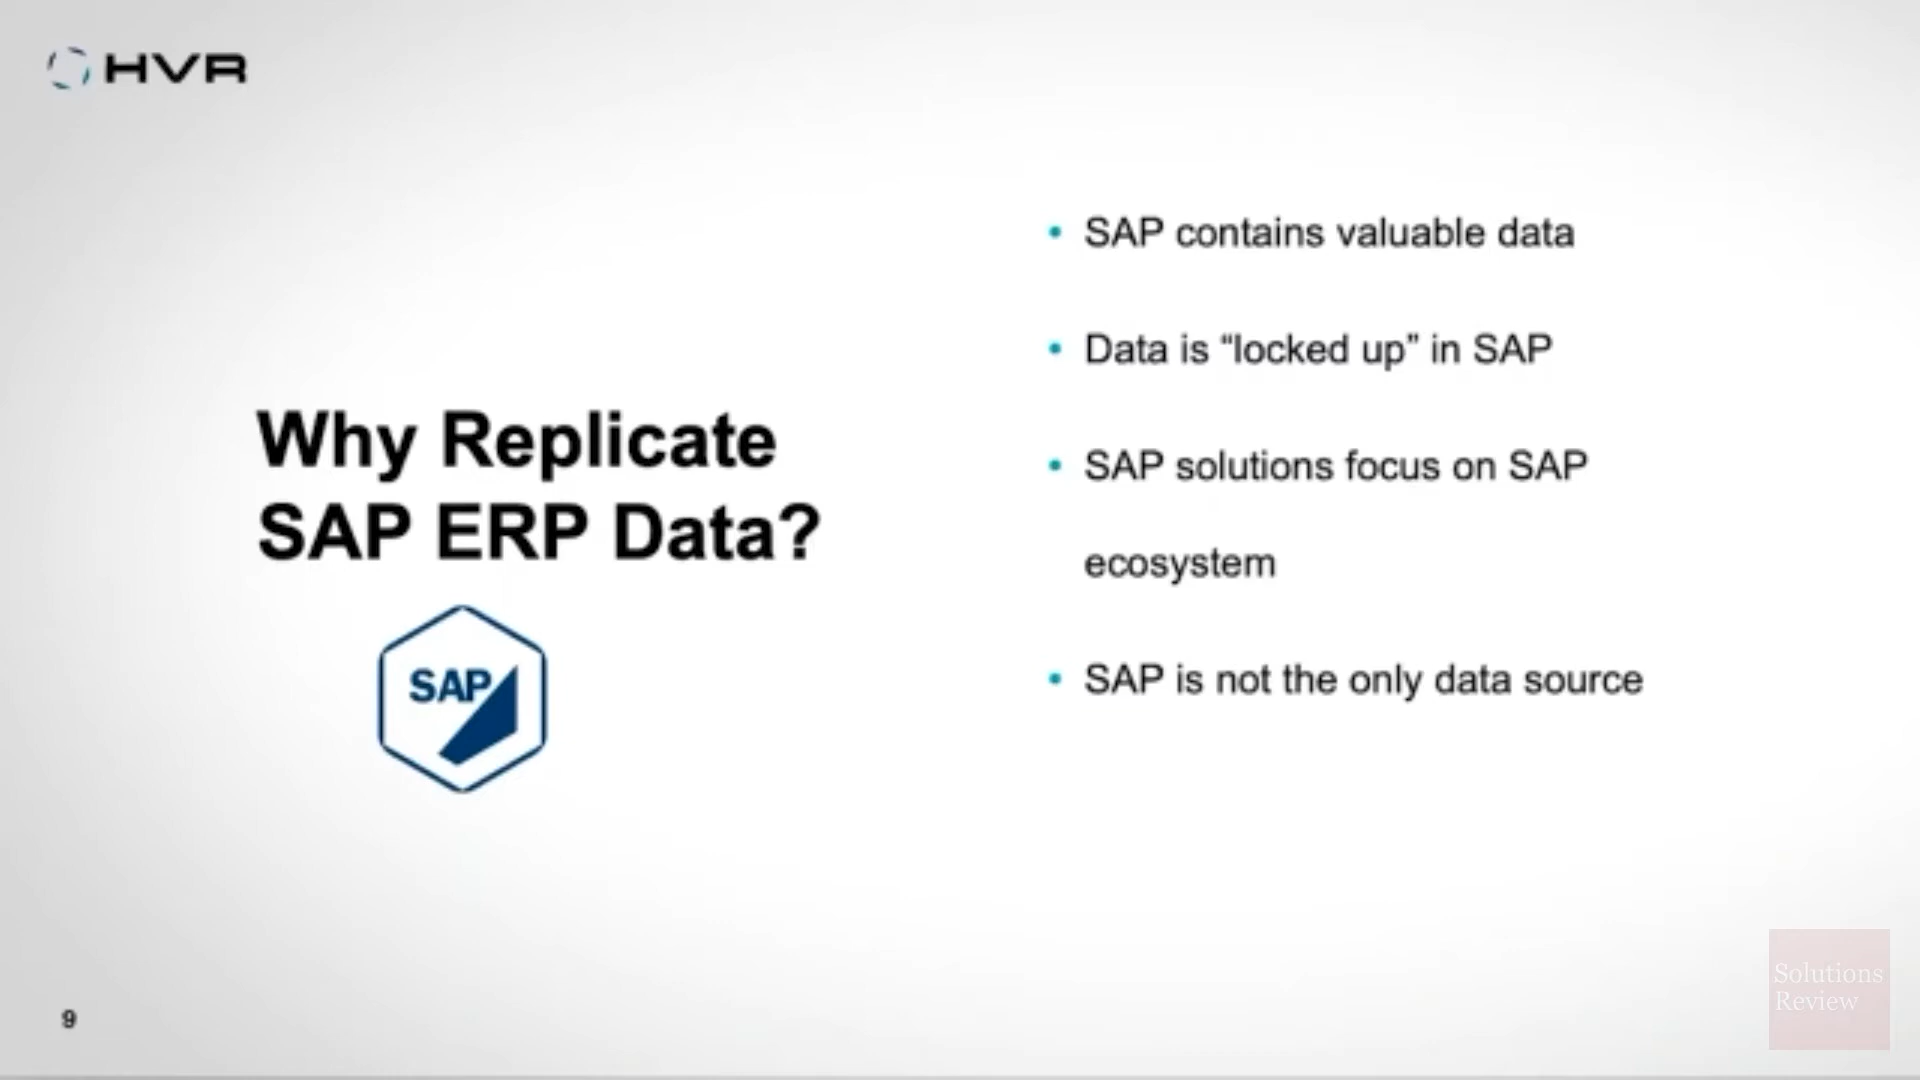 HVR
Why Replicate
SAP ERP Data?
SAP
• SAP contains valuable data
• Data is “locked up” in SAP
• SAP solutions focus on SAP
ecosystem
• SAP is not the only data source
9
Solutions
Review